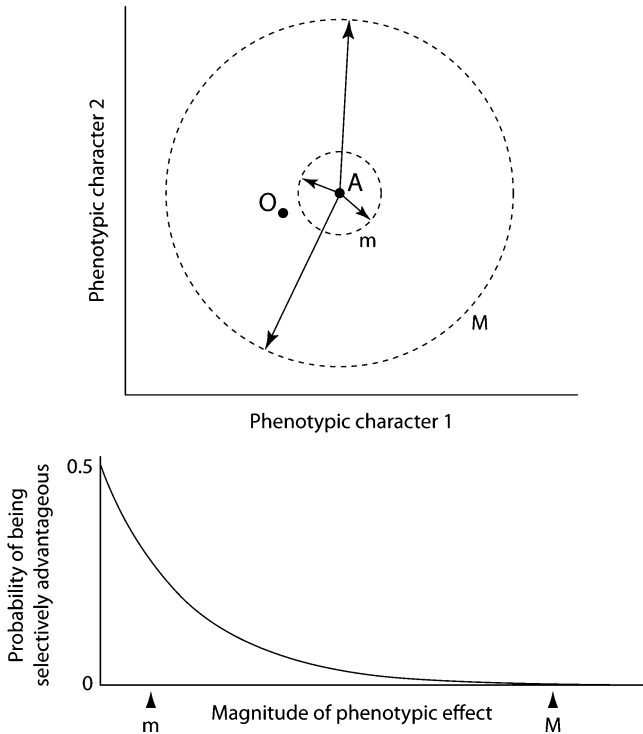 Phenotypic character 2
A
O
m
M
Phenotypic character 1
Probability of being
selectively advantageous
0.5
0
m
Magnitude of phenotypic effect
M